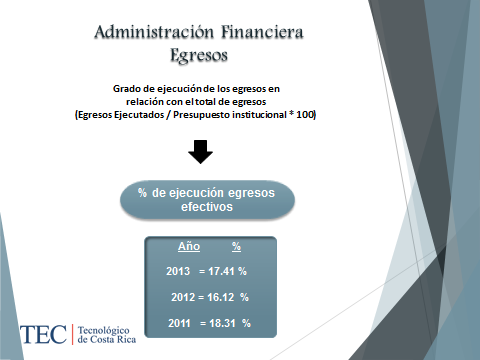 Administración Financiera
Egresos
Grado de ejecución de los egresos en
relación con el total de egresos
(Egresos Ejecutados / Presupuesto institucional * 100)
% de ejecución egresos
efectivos
Año %
2013 = 17.41 %
2012 = 16.12 %
2011 = 18.31 %
TEC | Tecnológico
de Costa Rica